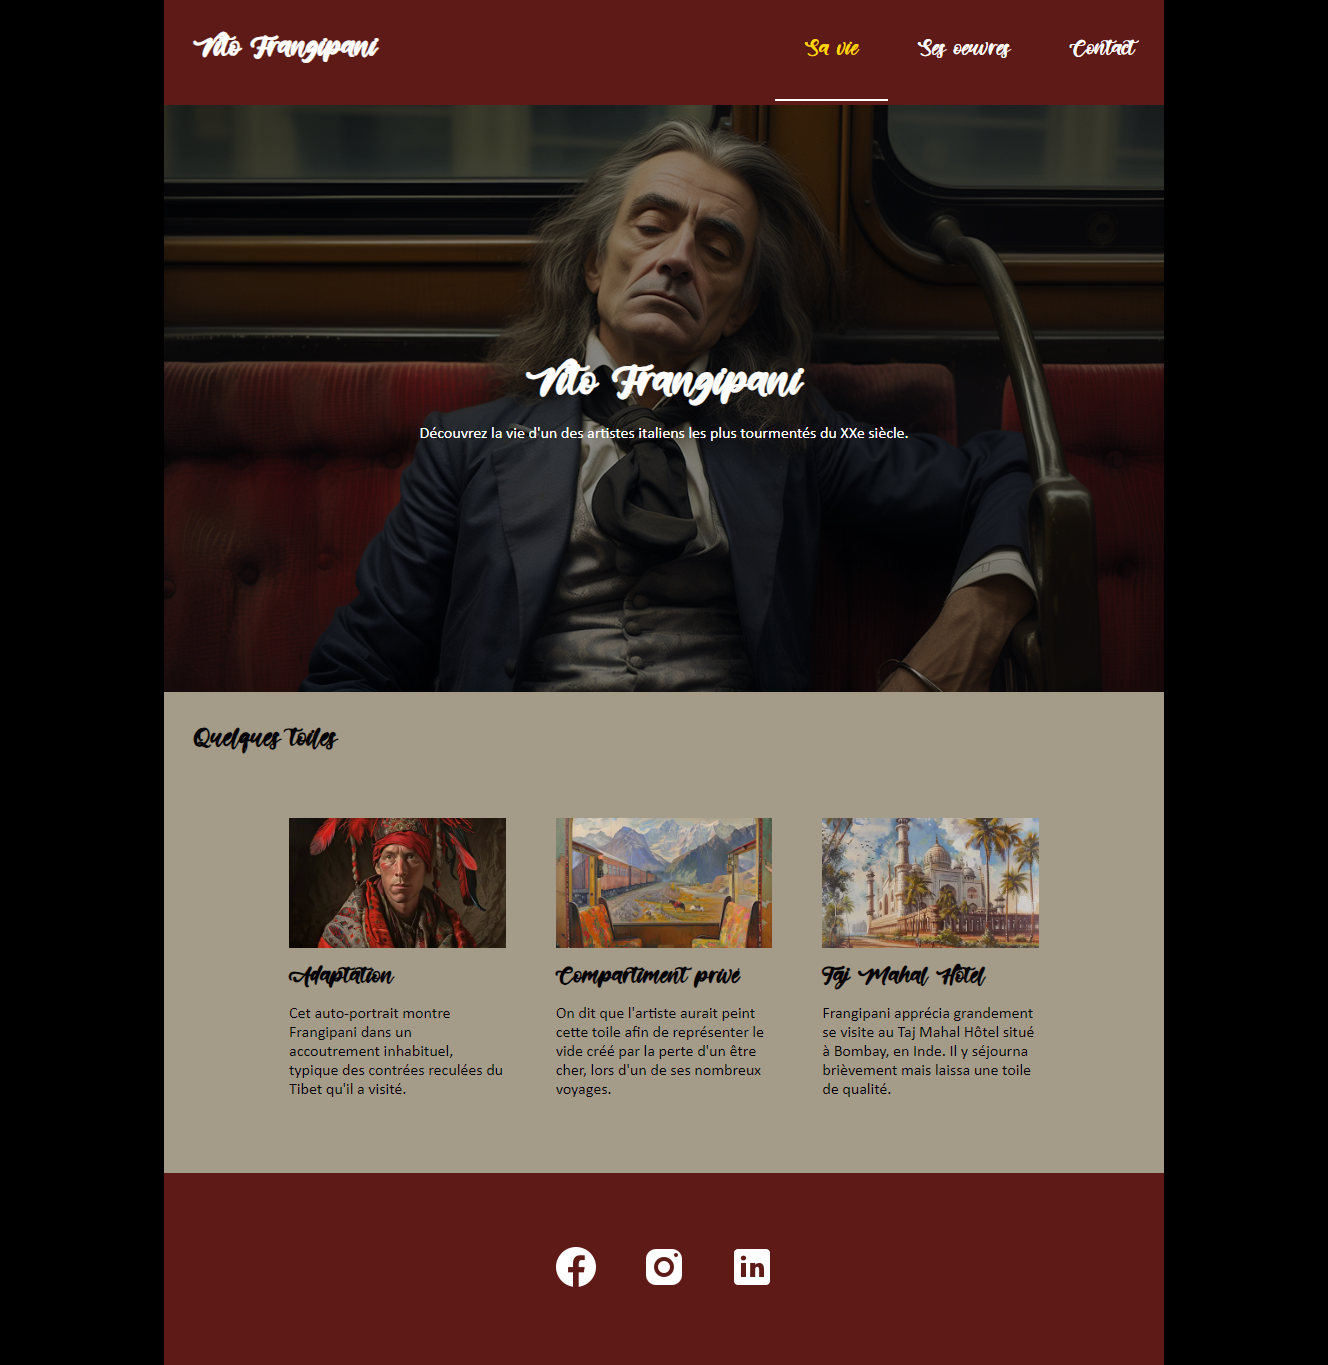 Vito Frangipani
Sa vie
Ses oeuvres
Contact
Vito Frangipani
Découvrez la vie d'un des artistes italiens les plus tourmentés du XXe siècle.
Quelques toiles
Adaptation
Cet auto-portrait montre
Frangipani dans un
accoutrement inhabituel,
typique des contrées reculées du
Tibet qu'il a visité.
Compartiment privé
On dit que l'artiste aurait peint
cette toile afin de représenter le
vide créé par la perte d'un être
cher, lors d'un de ses nombreux
voyages.
Taj Mahal Hôtel
Frangipani apprécia grandement
se visite au Taj Mahal Hôtel situé
à Bombay, en Inde. Il y séjourna
brièvement mais laissa une toile
de qualité.